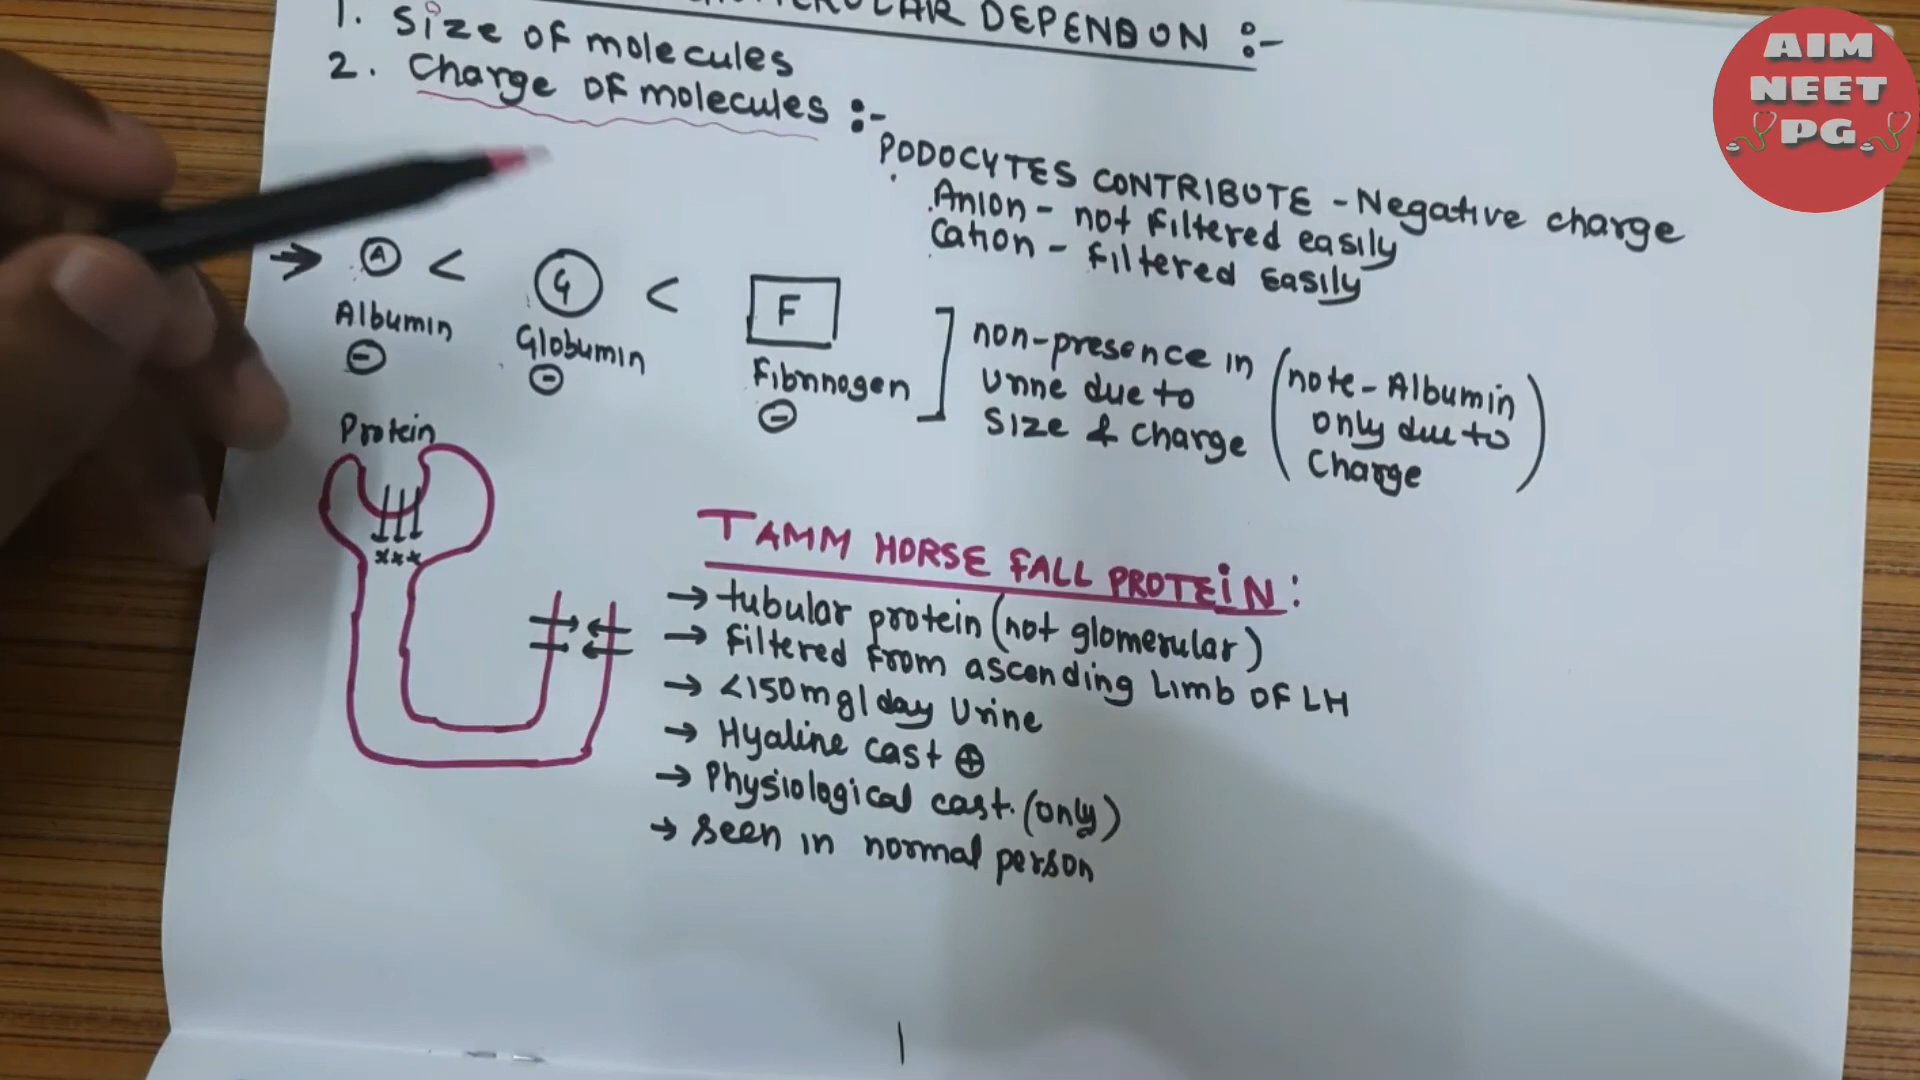 DEPENDON :-
1. Size of molecules
2. Charge of molecules :-
PODOCYTES CONTRIBUTE - Negative charge
Anion - not filtered easily
Cation - filtered easily
→ A < G < F
Albumin Globumin Fibrinogen
⊖ ⊖ ⊖
non-presence in
urine due to
size & charge
(note - Albumin
only due to
Charge)
Protein
TAMM HORSE FALL PROTEIN:
→ tubular protein (not glomerular)
→ Filtered from ascending Limb of LH
→ <150mg/day Urine
→ Hyaline cast ⊕
→ Physiological cast. (only)
→ seen in normal person
AIM
NEET
PG